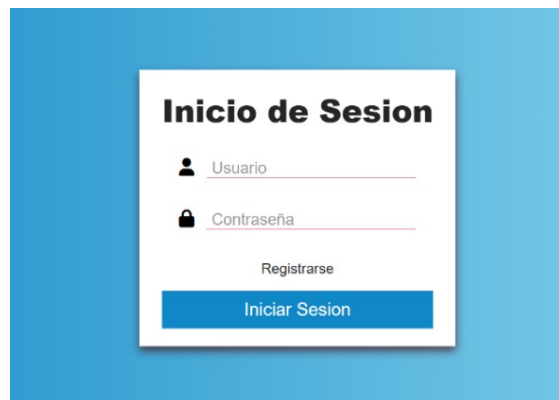 Inicio de Sesion
Usuario
Contraseña
Registrarse
Iniciar Sesion